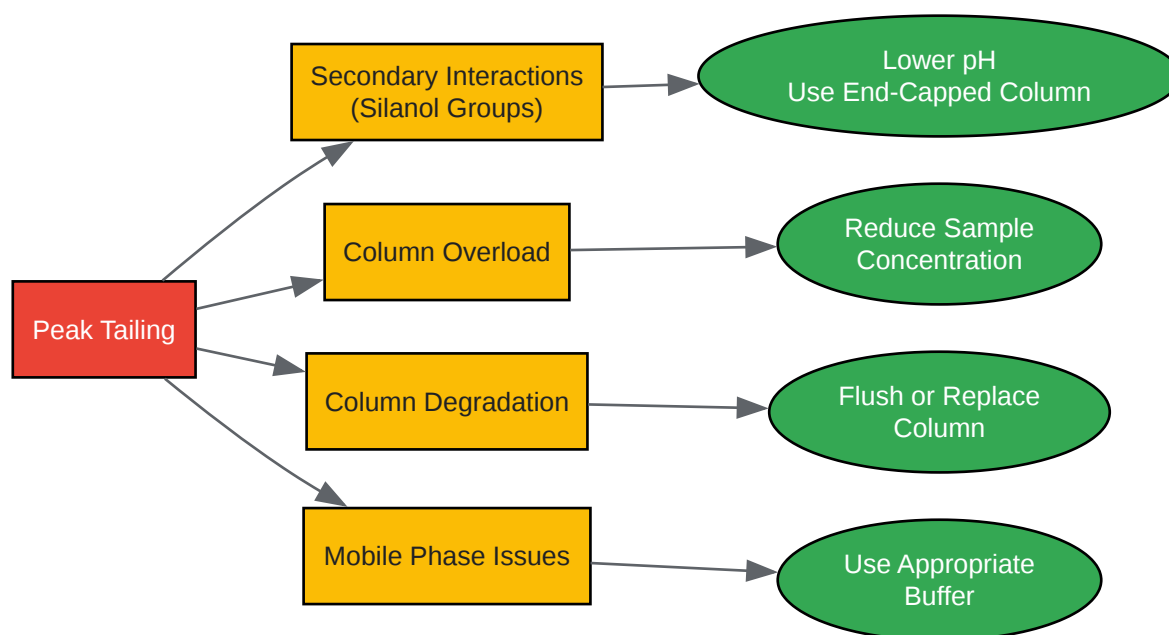 Peak Tailing
Secondary Interactions
(Silanol Groups)
Lower pH
Use End-Capped Column
Column Overload
Reduce Sample
Concentration
Column Degradation
Flush or Replace
Column
Mobile Phase Issues
Use Appropriate
Buffer